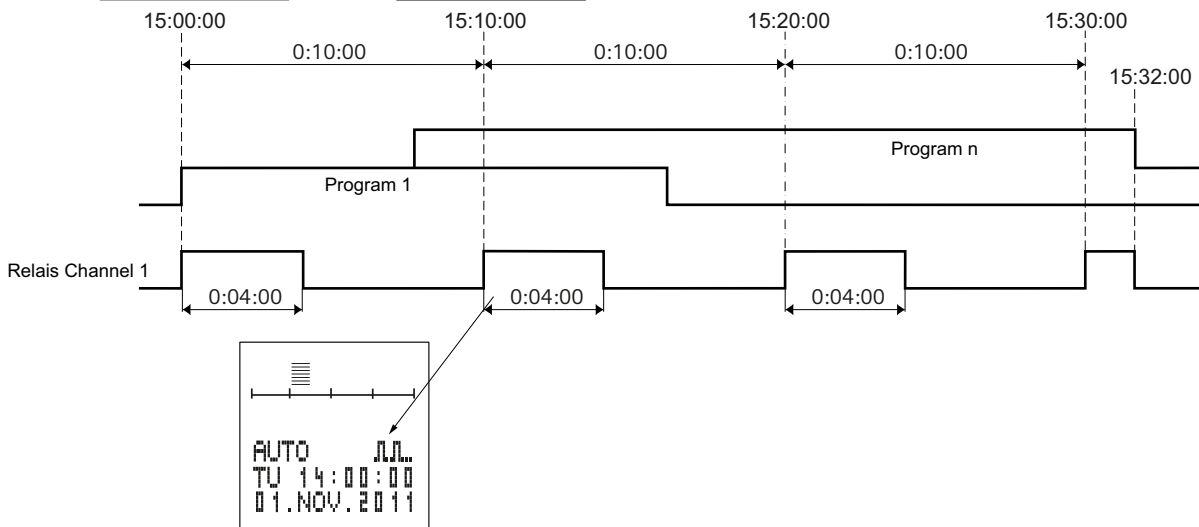 15:00:00 15:10:00 15:20:00 15:30:00
0:10:00 0:10:00 0:10:00
15:32:00
Program n
Program 1
Relais Channel 1
0:04:00 0:04:00 0:04:00
AUTO
TU 14:00:00
01.NOV.2011